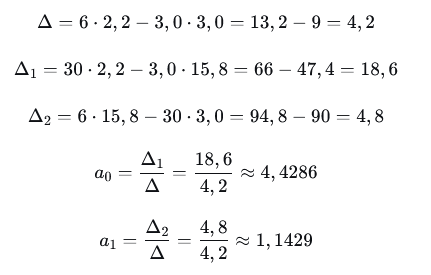 Δ = 6 · 2,2 − 3,0 · 3,0 = 13,2 − 9 = 4,2
Δ₁ = 30 · 2,2 − 3,0 · 15,8 = 66 − 47,4 = 18,6
Δ₂ = 6 · 15,8 − 30 · 3,0 = 94,8 − 90 = 4,8
a₀ = Δ₁/Δ = 18,6/4,2 ≈ 4,4286
a₁ = Δ₂/Δ = 4,8/4,2 ≈ 1,1429